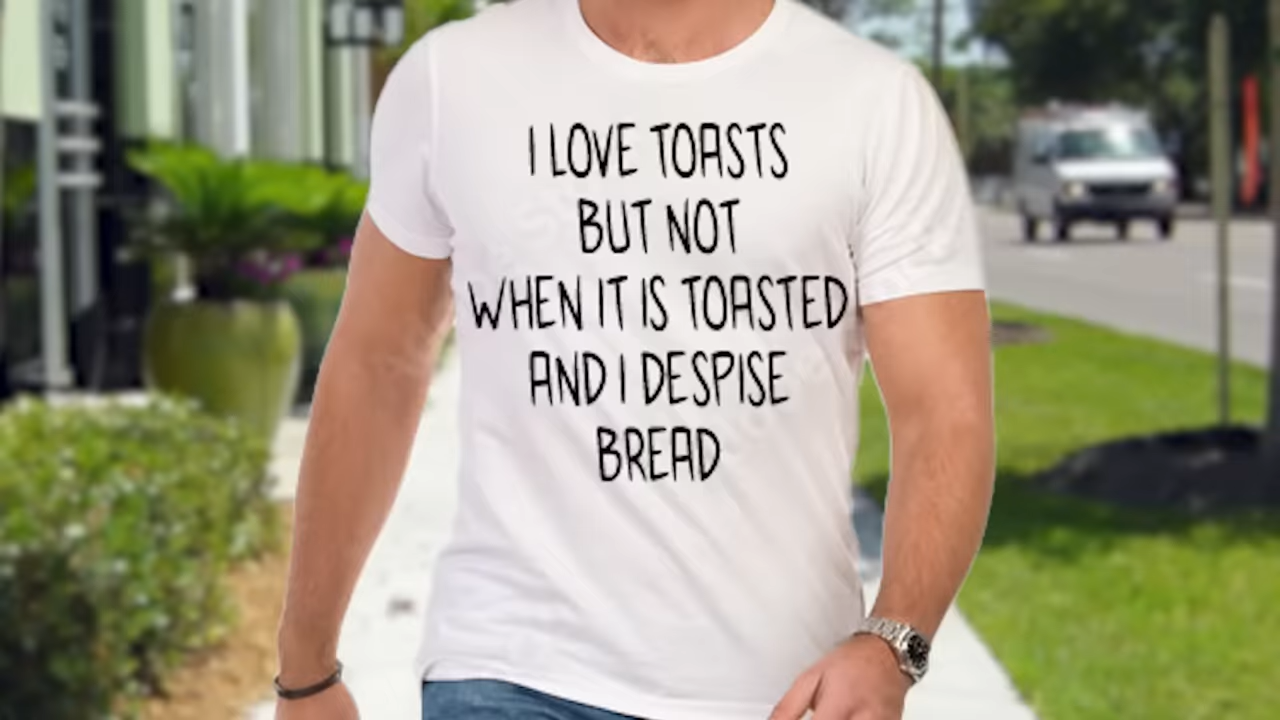 I LOVE TOASTS
BUT NOT
WHEN IT IS TOASTED
AND I DESPISE
BREAD